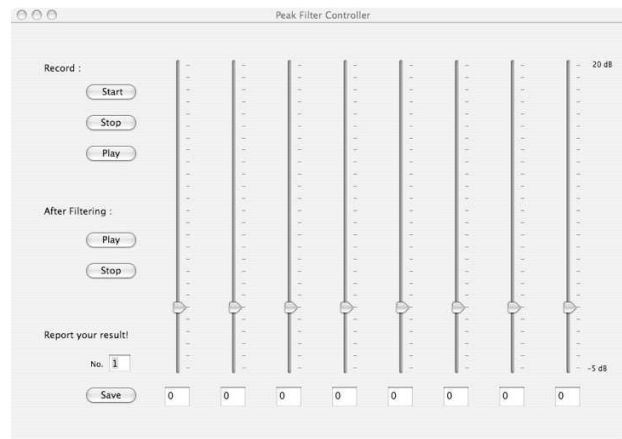 Peak Filter Controller
Record :
20 dB
Start
Stop
Play
After Filtering :
Play
Stop
Report your result!
No. 1
-5 dB
Save
0 0 0 0 0 0 0 0